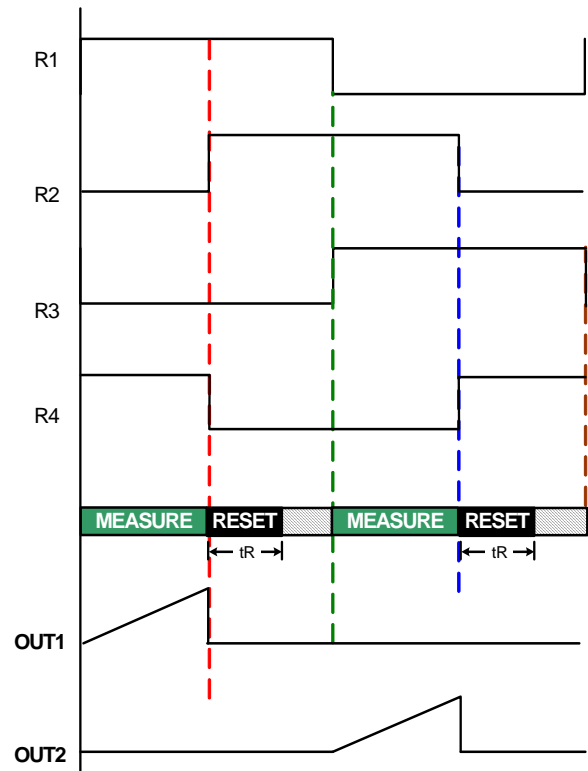 R1
R2
R3
R4
MEASURE RESET MEASURE RESET
tR tR
OUT1
OUT2